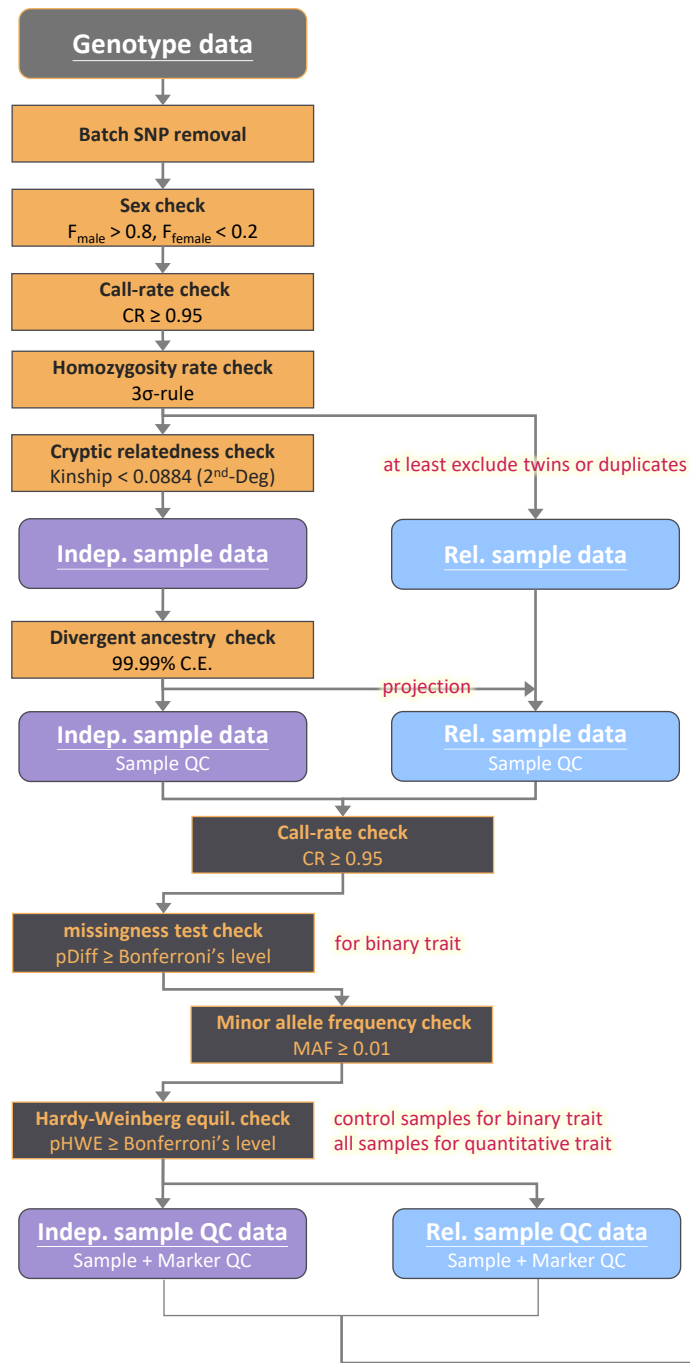 Genotype data
Batch SNP removal
Sex check
Fmale > 0.8, Ffemale < 0.2
Call-rate check
CR ≥ 0.95
Homozygosity rate check
3σ-rule
Cryptic relatedness check
Kinship < 0.0884 (2nd-Deg)
at least exclude twins or duplicates
Indep. sample data
Rel. sample data
Divergent ancestry check
99.99% C.E.
projection
Indep. sample data
Sample QC
Rel. sample data
Sample QC
Call-rate check
CR ≥ 0.95
missingness test check
pDiff ≥ Bonferroni's level
for binary trait
Minor allele frequency check
MAF ≥ 0.01
Hardy-Weinberg equil. check
pHWE ≥ Bonferroni's level
control samples for binary trait
all samples for quantitative trait
Indep. sample QC data
Sample + Marker QC
Rel. sample QC data
Sample + Marker QC